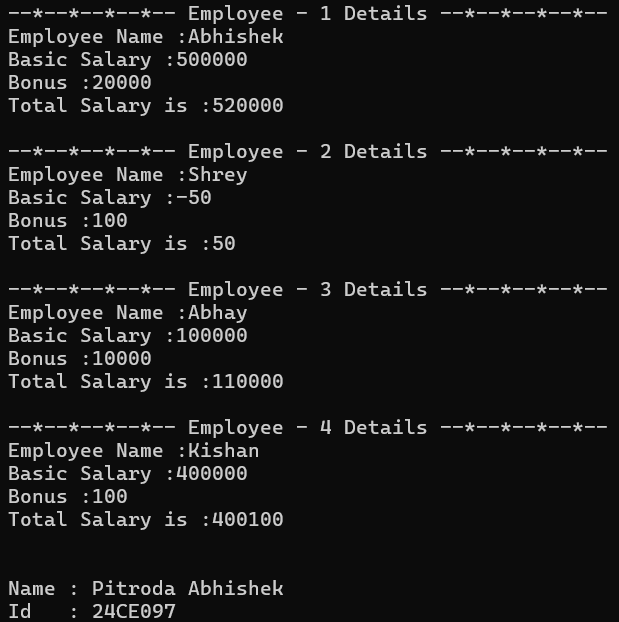 --*--*--*--*-- Employee - 1 Details --*--*--*--*--
Employee Name :Abhishek
Basic Salary :500000
Bonus :20000
Total Salary is :520000
--*--*--*--*-- Employee - 2 Details --*--*--*--*--
Employee Name :Shrey
Basic Salary :-50
Bonus :100
Total Salary is :50
--*--*--*--*-- Employee - 3 Details --*--*--*--*--
Employee Name :Abhay
Basic Salary :100000
Bonus :10000
Total Salary is :110000
--*--*--*--*-- Employee - 4 Details --*--*--*--*--
Employee Name :Kishan
Basic Salary :400000
Bonus :100
Total Salary is :400100
Name : Pitroda Abhishek
Id   : 24CE097